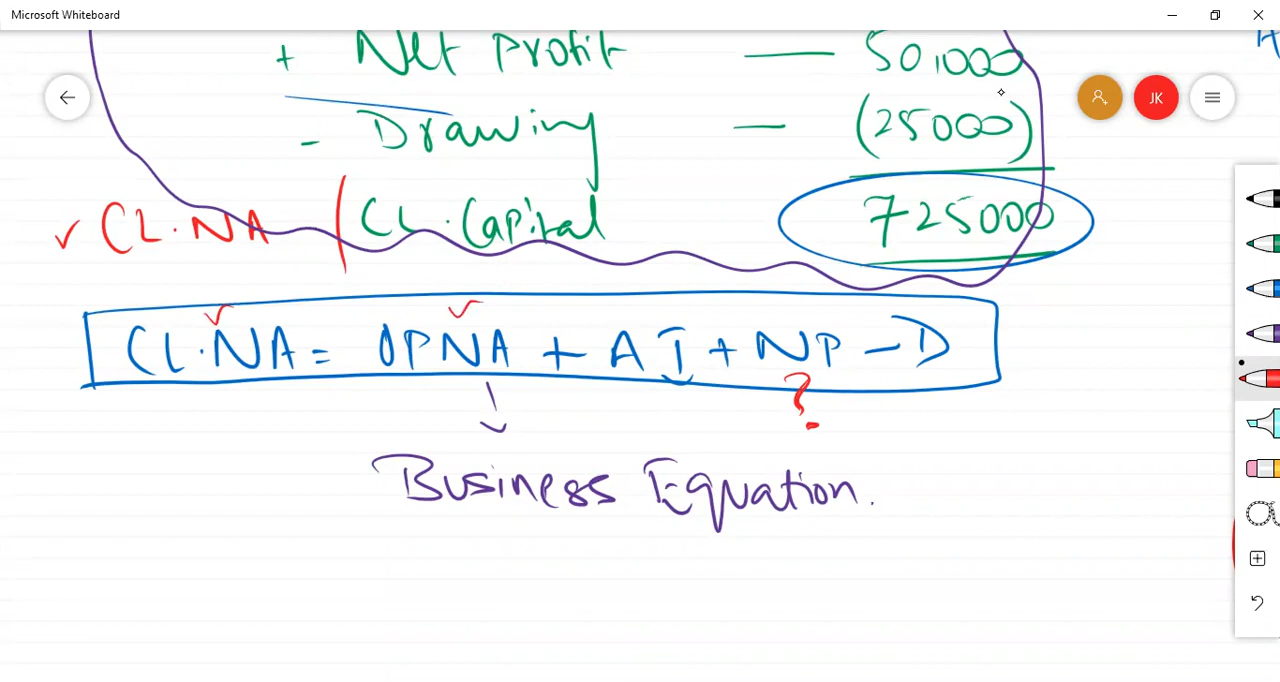 Microsoft Whiteboard
+ Net Profit — 50,000
- Drawing — (25000)
JK
CL.NA CL.Capital 725000
CL.NA = OPNA + AI + NP - D
?
Business Equation.